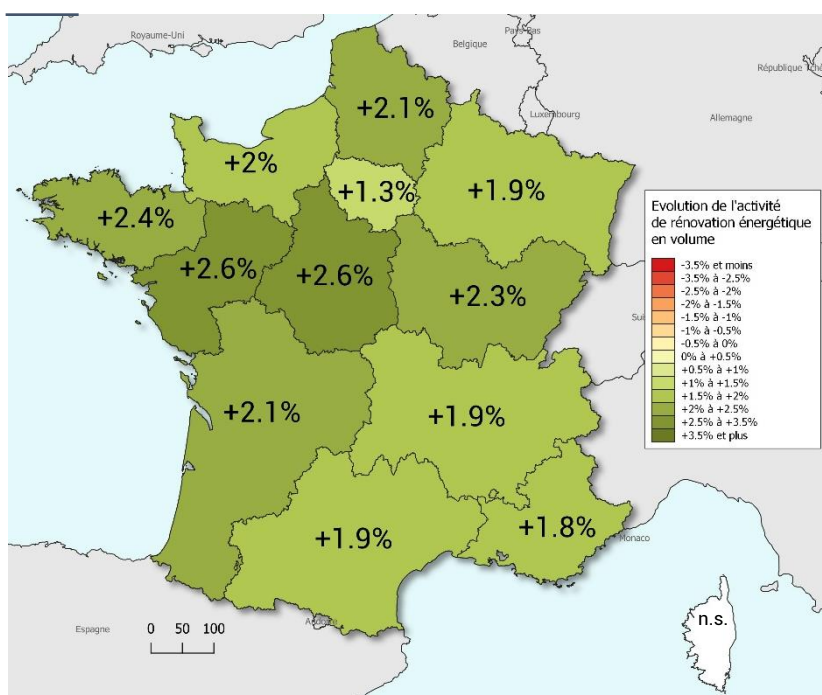 Royaume-Uni
Belgique
Pays-Bas
République Tchè
Luxembourg
Allemagne
+2.1%
+2%
+1.3%
+1.9%
+2.4%
+2.6%
+2.6%
+2.3%
Sui
+2.1%
+1.9%
+1.9%
+1.8%
Monaco
n.s.
Espagne
0 50 100
Evolution de l'activité
de rénovation énergétique
en volume
-3.5% et moins
-3.5% à -2.5%
-2.5% à -2%
-2% à -1.5%
-1.5% à -1%
-1% à -0.5%
-0.5% à 0%
0% à +0.5%
+0.5% à +1%
+1% à +1.5%
+1.5% à +2%
+2% à +2.5%
+2.5% à +3.5%
+3.5% et plus